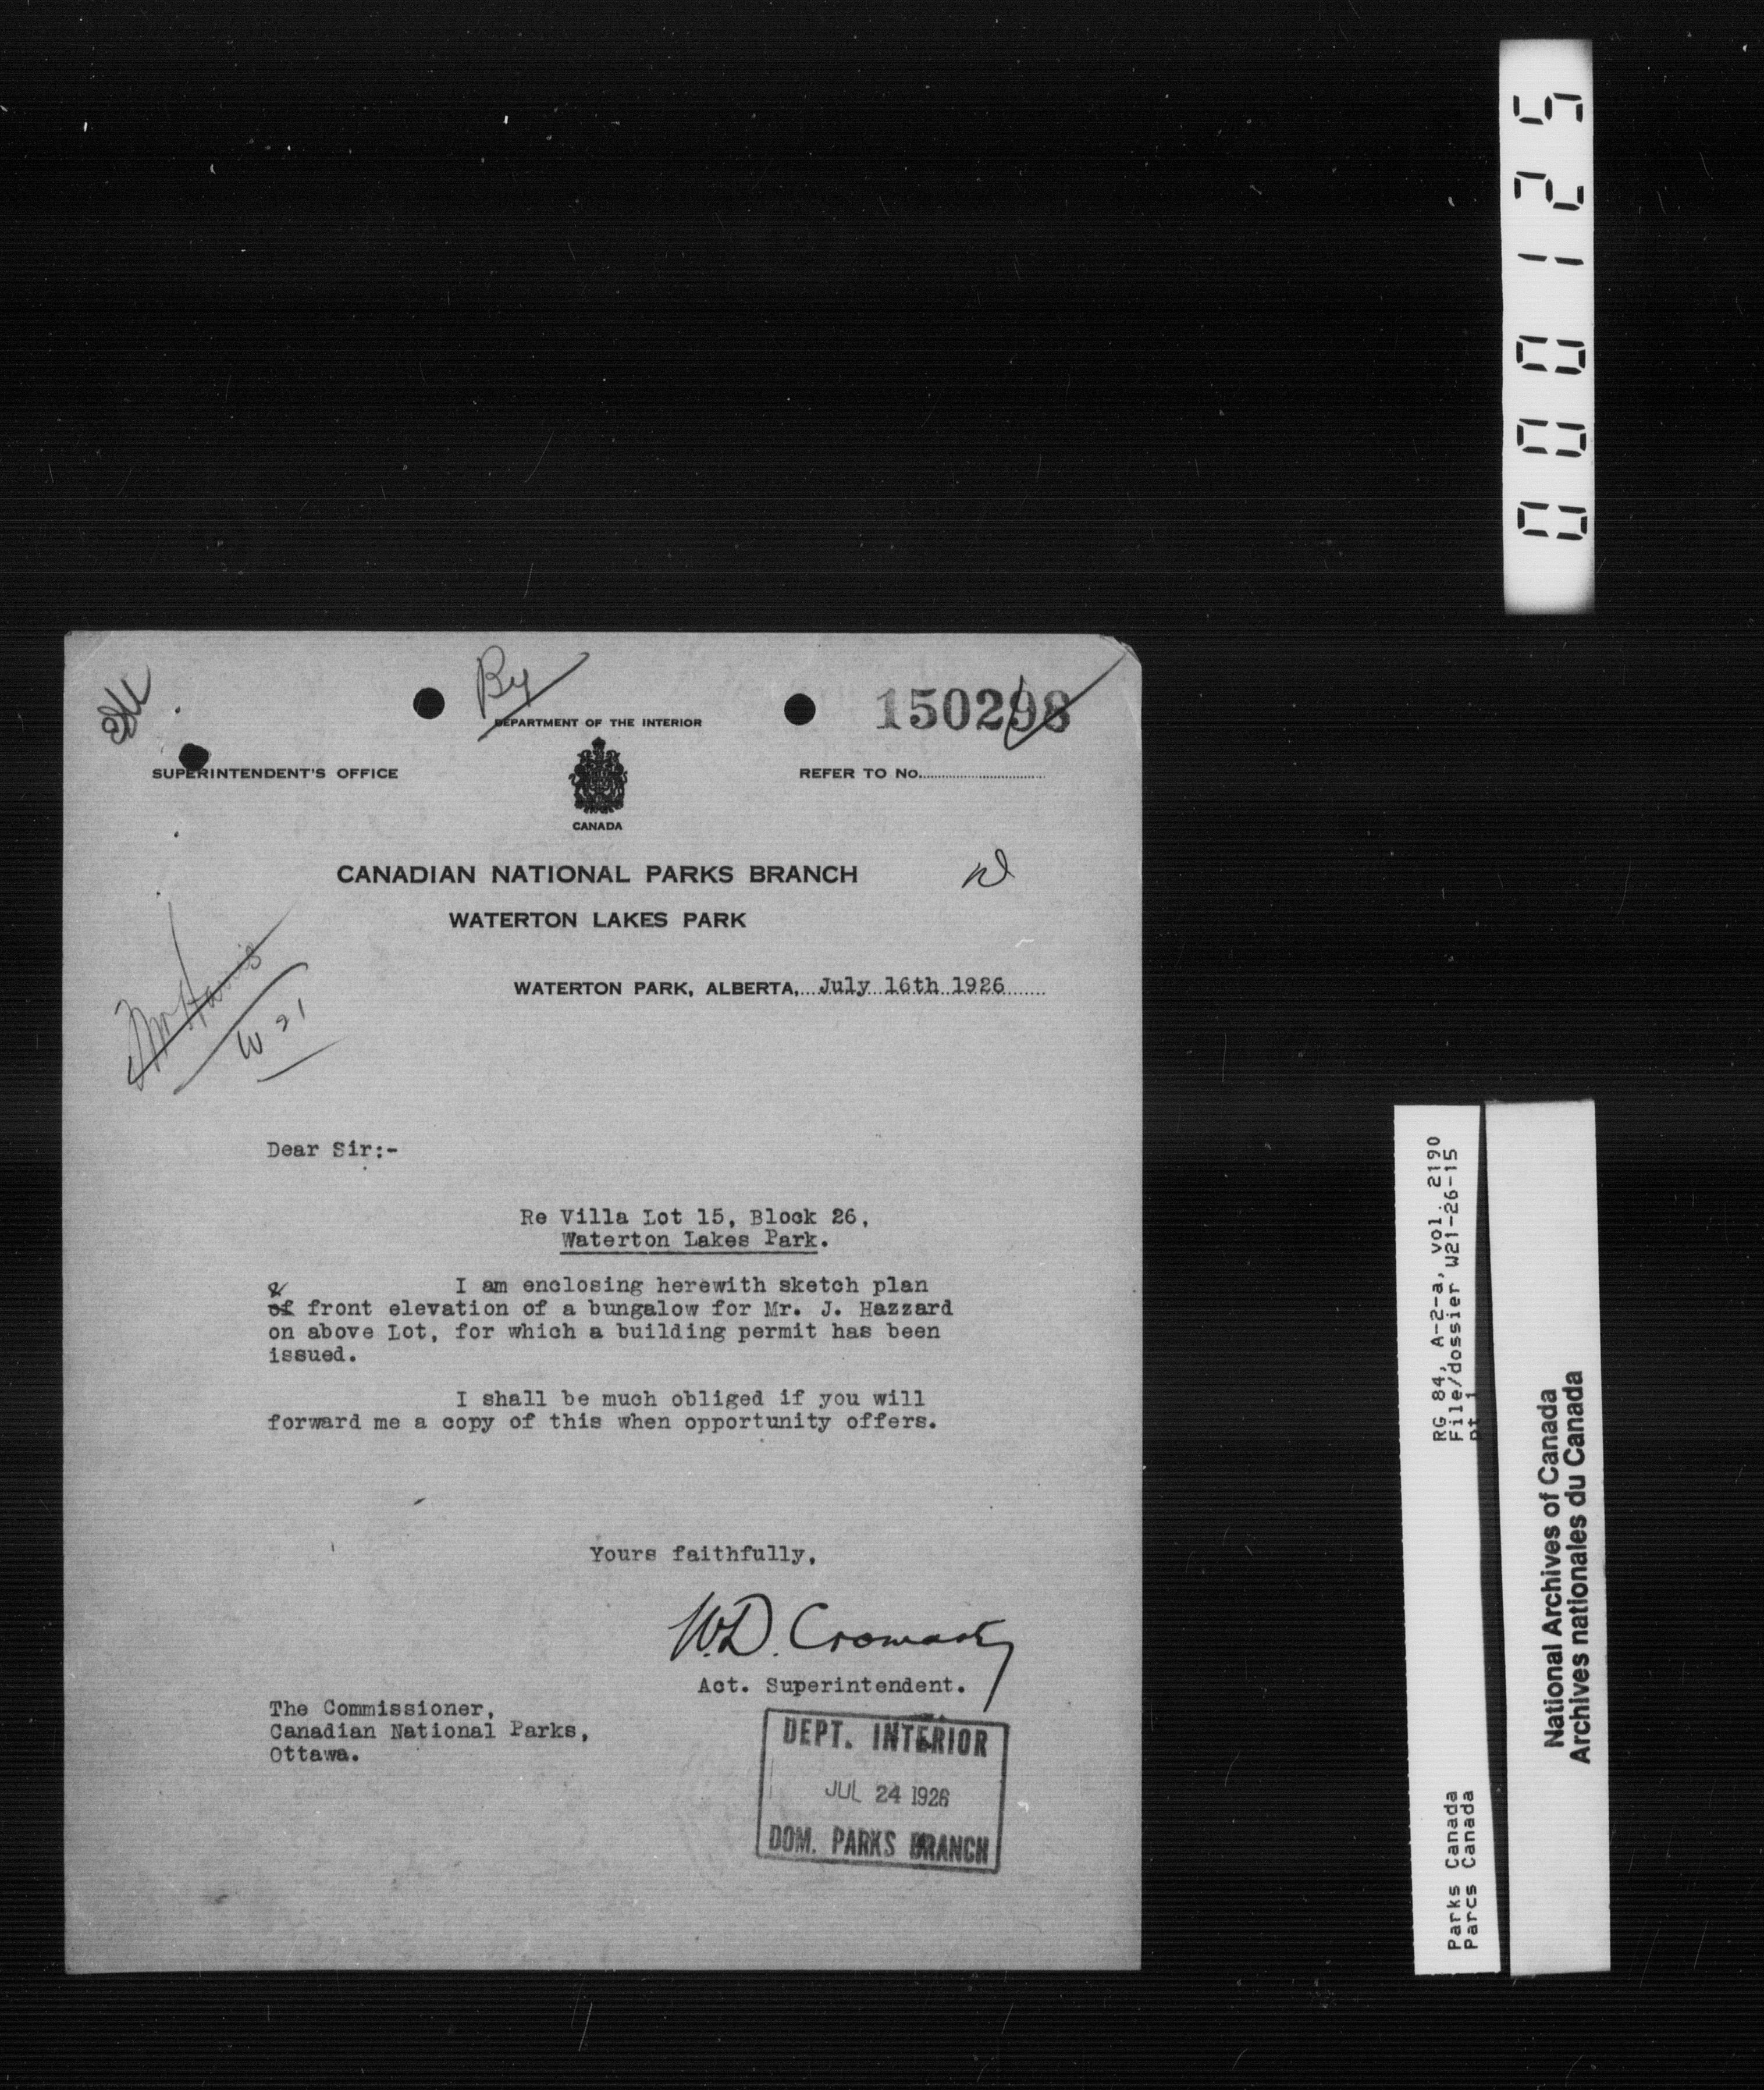 000125
By
150298
DEPARTMENT OF THE INTERIOR
SUPERINTENDENT'S OFFICE
REFER TO No.
CANADA
CANADIAN NATIONAL PARKS BRANCH
WATERTON LAKES PARK
Mr Harris
W 21
WATERTON PARK, ALBERTA, July 16th 1926
Dear Sir:-
Re Villa Lot 15, Block 26,
Waterton Lakes Park.
I am enclosing herewith sketch plan
&
of front elevation of a bungalow for Mr. J. Hazzard
on above Lot, for which a building permit has been
issued.
I shall be much obliged if you will
forward me a copy of this when opportunity offers.
Yours faithfully,
W.D. Cromarty
Act. Superintendent.
The Commissioner,
Canadian National Parks,
Ottawa.
DEPT. INTERIOR
JUL 24 1926
DOM. PARKS BRANCH
RG 84, A-2-a, vol. 2190
File/dossier W21-26-15
pt 1
Parks Canada
Parcs Canada
National Archives of Canada
Archives nationales du Canada